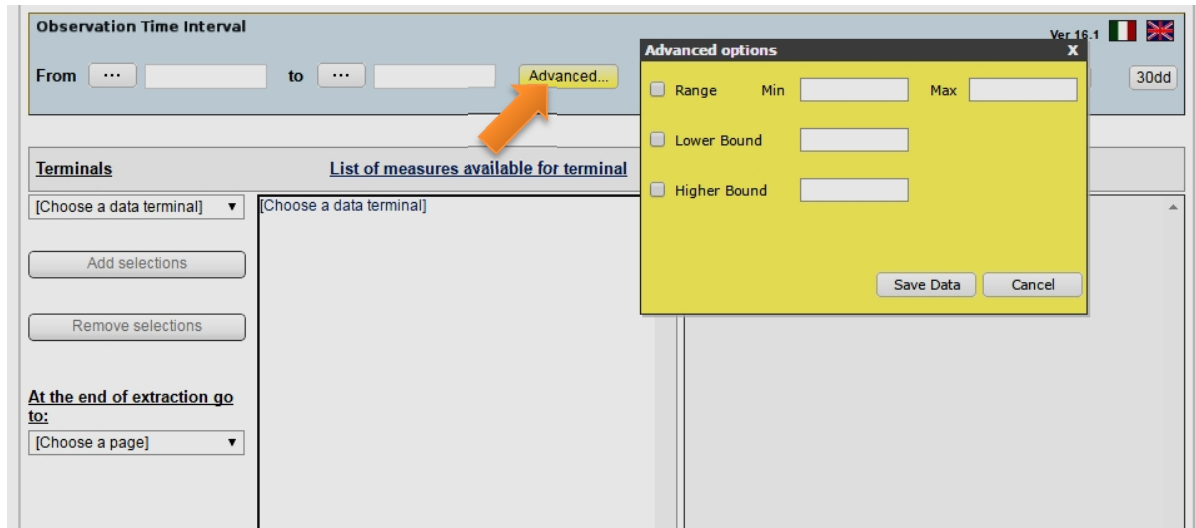 Observation Time Interval
Ver 16.1
From ... to ... Advanced... 30dd
Advanced options X
Range Min Max
Lower Bound
Higher Bound
Save Data Cancel
Terminals List of measures available for terminal
[Choose a data terminal] ▼ [Choose a data terminal]
Add selections
Remove selections
At the end of extraction go
to:
[Choose a page] ▼